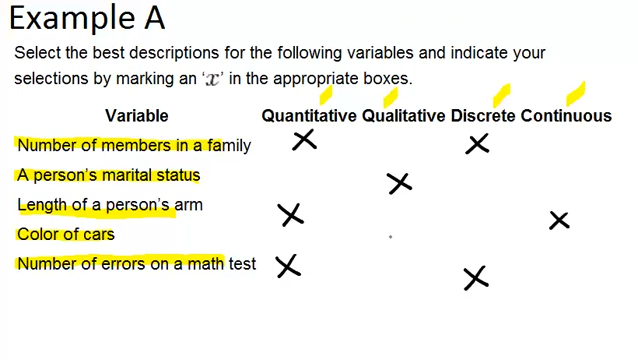 Example A
Select the best descriptions for the following variables and indicate your
selections by marking an 'x' in the appropriate boxes.
Variable Quantitative Qualitative Discrete Continuous
Number of members in a family X X
A person's marital status X
Length of a person's arm X X
Color of cars
Number of errors on a math test X X